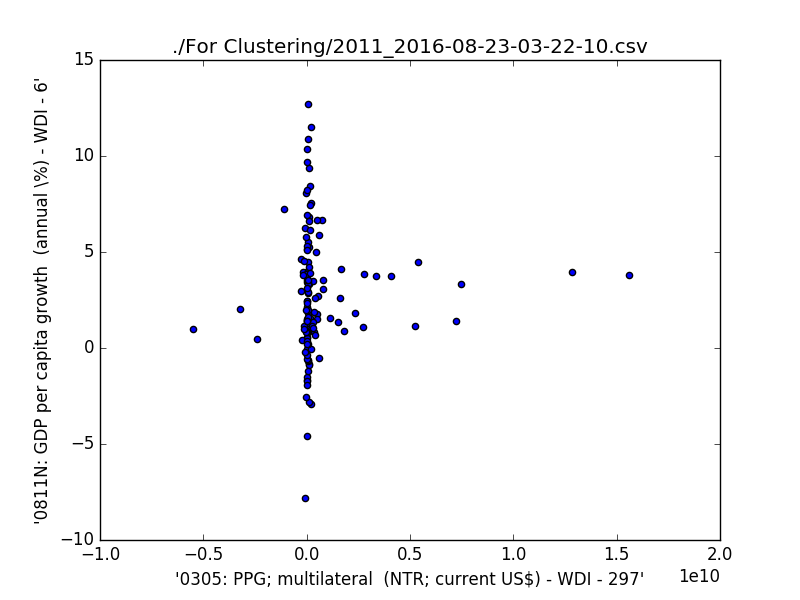 ./For Clustering/2011_2016-08-23-03-22-10.csv
15
10
5
0
−5
−10
'0811N: GDP per capita growth  (annual \%) - WDI - 6'
−1.0 −0.5 0.0 0.5 1.0 1.5 2.0
1e10
'0305: PPG; multilateral  (NTR; current US$) - WDI - 297'